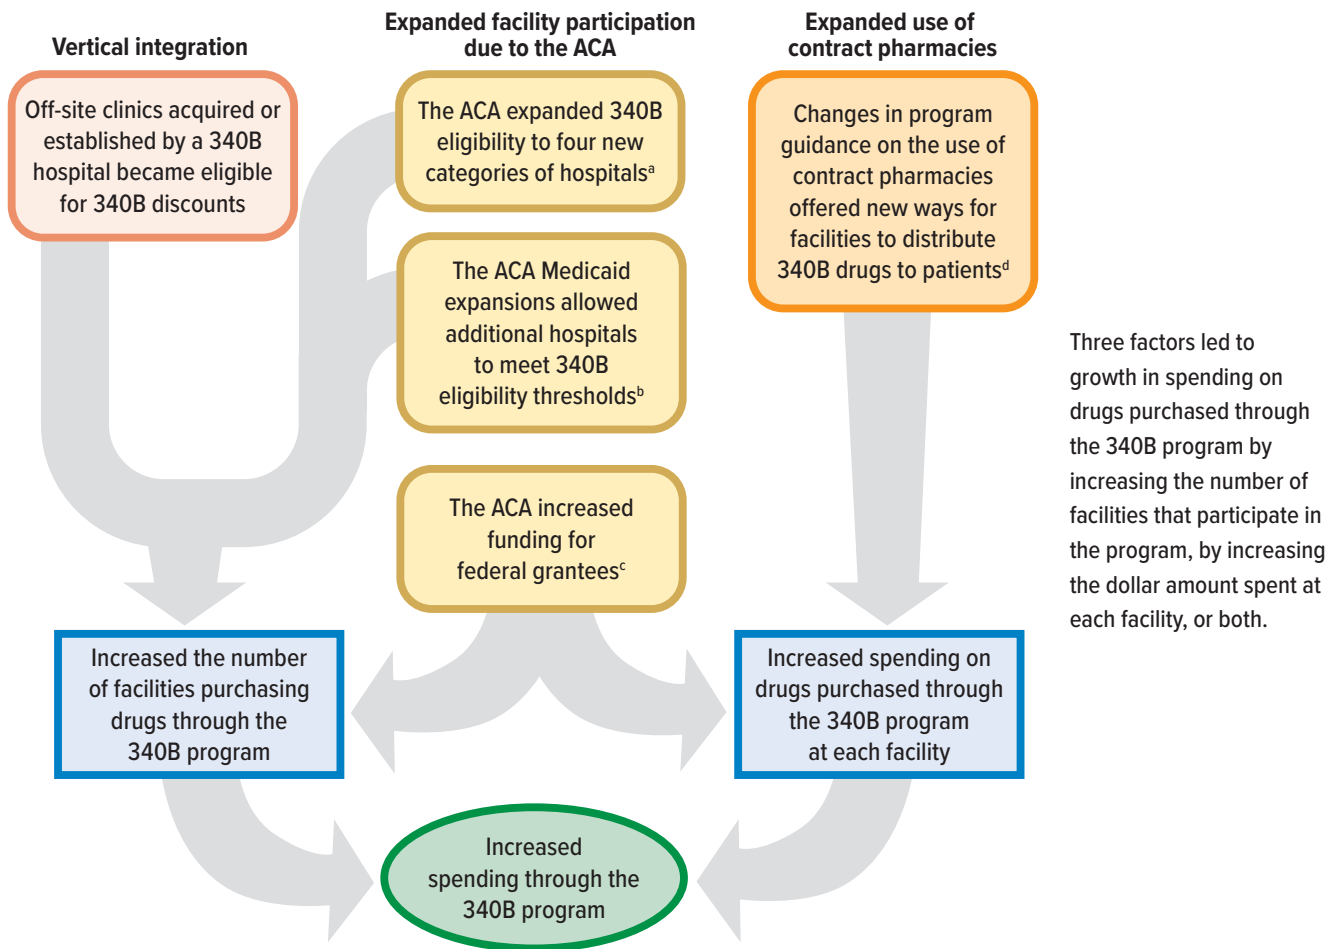 Vertical integration
Off-site clinics acquired or
established by a 340B
hospital became eligible
for 340B discounts
Expanded facility participation
due to the ACA
The ACA expanded 340B
eligibility to four new
categories of hospitalsᵃ
The ACA Medicaid
expansions allowed
additional hospitals
to meet 340B
eligibility thresholdsᵇ
The ACA increased
funding for
federal granteesᶜ
Expanded use of
contract pharmacies
Changes in program
guidance on the use of
contract pharmacies
offered new ways for
facilities to distribute
340B drugs to patientsᵈ
Three factors led to
growth in spending on
drugs purchased through
the 340B program by
increasing the number of
facilities that participate in
the program, by increasing
the dollar amount spent at
each facility, or both.
Increased the number
of facilities purchasing
drugs through the
340B program
Increased spending on
drugs purchased through
the 340B program
at each facility
Increased
spending through the
340B program